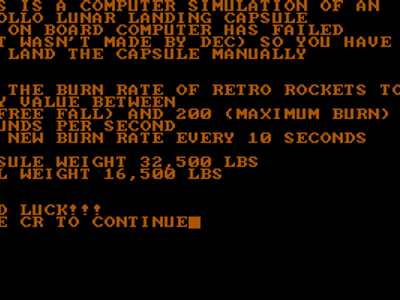 S IS A COMPUTER SIMULATION OF AN
OLLO LUNAR LANDING CAPSULE
ON BOARD COMPUTER HAS FAILED
T WASN'T MADE BY DEC) SO YOU HAVE
LAND THE CAPSULE MANUALLY
THE BURN RATE OF RETRO ROCKETS TO
Y VALUE BETWEEN
FREE FALL) AND 200 (MAXIMUM BURN)
UNDS PER SECOND
NEW BURN RATE EVERY 10 SECONDS
SULE WEIGHT 32,500 LBS
L WEIGHT 16,500 LBS
D LUCK!!!
E CR TO CONTINUE